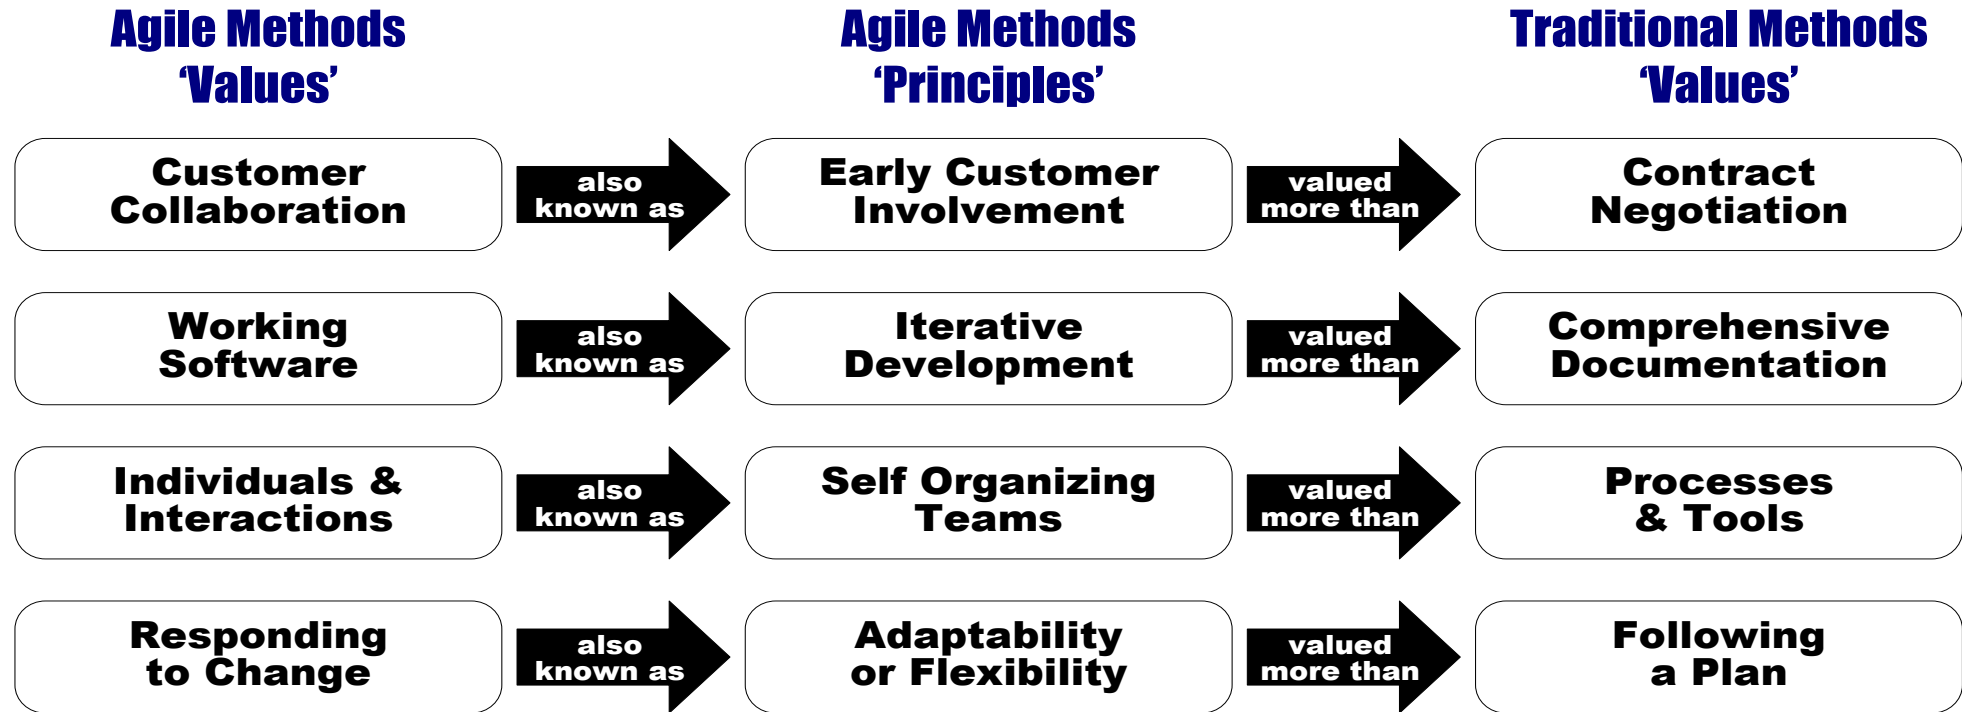 Agile Methods
‘Values’
Agile Methods
‘Principles’
Traditional Methods
‘Values’
Customer
Collaboration
also
known as
Early Customer
Involvement
valued
more than
Contract
Negotiation
Working
Software
also
known as
Iterative
Development
valued
more than
Comprehensive
Documentation
Individuals &
Interactions
also
known as
Self Organizing
Teams
valued
more than
Processes
& Tools
Responding
to Change
also
known as
Adaptability
or Flexibility
valued
more than
Following
a Plan